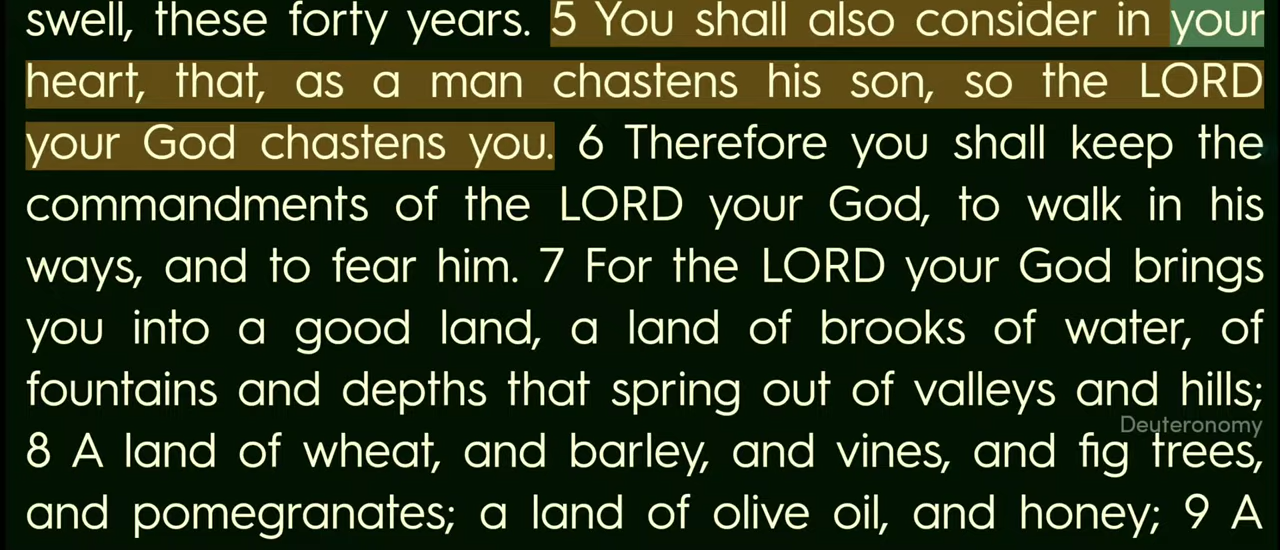 swell, these forty years. 5 You shall also consider in your
heart, that, as a man chastens his son, so the LORD
your God chastens you. 6 Therefore you shall keep the
commandments of the LORD your God, to walk in his
ways, and to fear him. 7 For the LORD your God brings
you into a good land, a land of brooks of water, of
fountains and depths that spring out of valleys and hills;
Deuteronomy
8 A land of wheat, and barley, and vines, and fig trees,
and pomegranates; a land of olive oil, and honey; 9 A